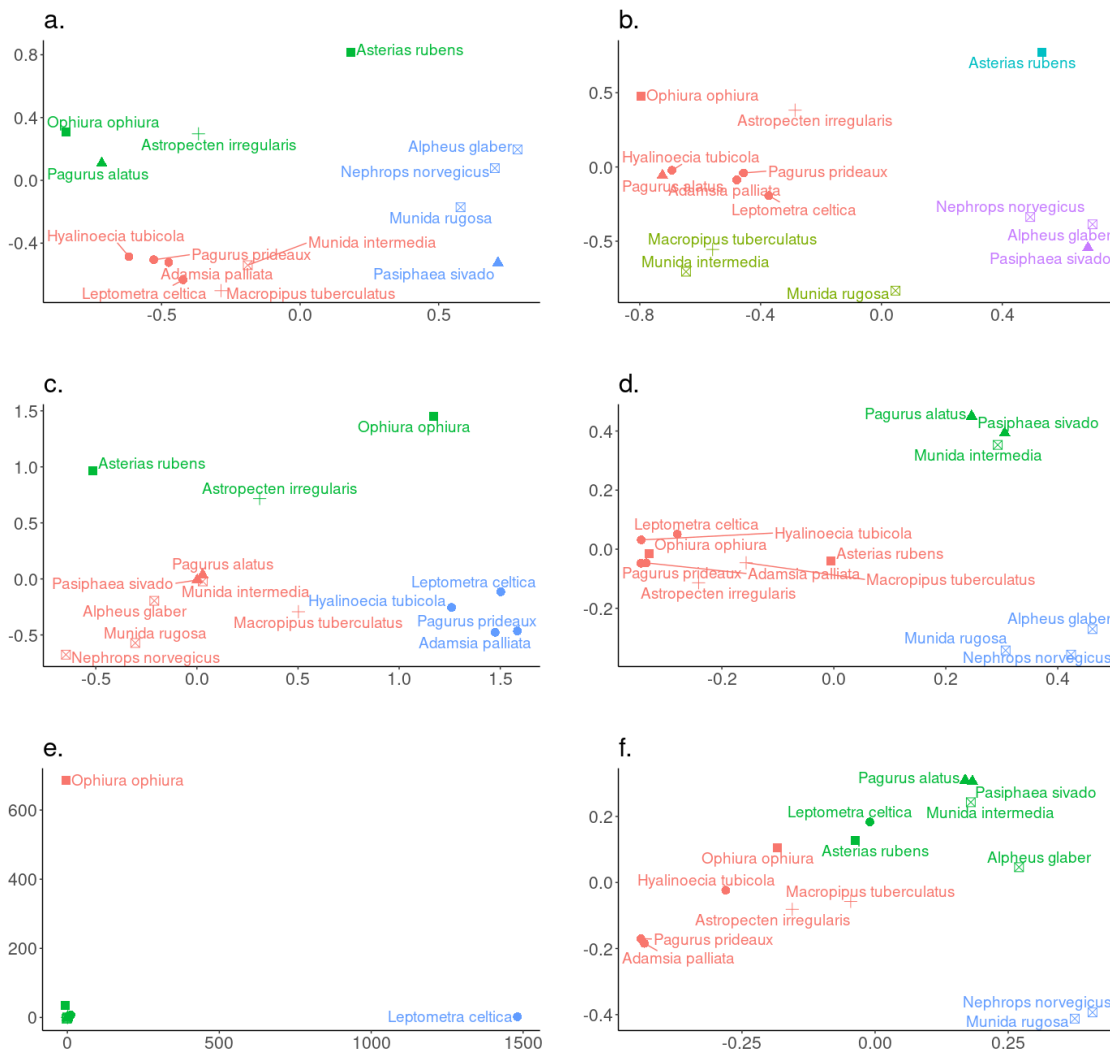 a.
0.8
0.4
0.0
-0.4
-0.5
0.0
0.5
Asterias rubens
Ophiura ophiura
Astropecten irregularis
Pagurus alatus
Alpheus glaber
Nephrops norvegicus
Munida rugosa
Hyalinoecia tubicola
Munida intermedia
Pagurus prideaux
Adamsia palliata
Pasiphaea sivado
Leptometra celtica
Macropipus tuberculatus
b.
0.5
0.0
-0.5
-0.8
-0.4
0.0
0.4
Asterias rubens
Ophiura ophiura
Astropecten irregularis
Hyalinoecia tubicola
Pagurus prideaux
Pagurus alatus
Adamsia palliata
Leptometra celtica
Nephrops norvegicus
Alpheus glaber
Macropipus tuberculatus
Pasiphaea sivado
Munida intermedia
Munida rugosa
c.
1.5
1.0
0.5
0.0
-0.5
-0.5
0.0
0.5
1.0
1.5
Ophiura ophiura
Asterias rubens
Astropecten irregularis
Pagurus alatus
Pasiphaea sivado
Munida intermedia
Leptometra celtica
Hyalinoecia tubicola
Alpheus glaber
Macropipus tuberculatus
Pagurus prideaux
Munida rugosa
Adamsia palliata
Nephrops norvegicus
d.
0.4
0.2
0.0
-0.2
-0.2
0.0
0.2
0.4
Pagurus alatus
Pasiphaea sivado
Munida intermedia
Leptometra celtica
Hyalinoecia tubicola
Ophiura ophiura
Asterias rubens
Pagurus prideaux
Adamsia palliata
Macropipus tuberculatus
Astropecten irregularis
Alpheus glaber
Munida rugosa
Nephrops norvegicus
e.
600
400
200
0
0
500
1000
1500
Ophiura ophiura
Leptometra celtica
f.
0.2
0.0
-0.2
-0.4
-0.25
0.00
0.25
Pagurus alatus
Pasiphaea sivado
Leptometra celtica
Munida intermedia
Asterias rubens
Ophiura ophiura
Alpheus glaber
Hyalinoecia tubicola
Macropipus tuberculatus
Astropecten irregularis
Pagurus prideaux
Adamsia palliata
Nephrops norvegicus
Munida rugosa